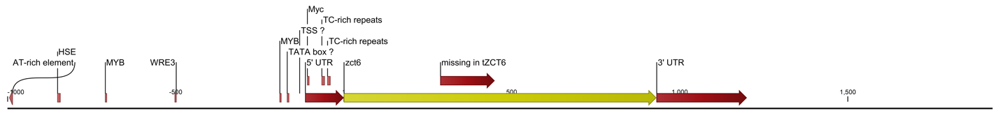 Myc
TC-rich repeats
TSS ?
MYB TC-rich repeats
HSE TATA box ?
AT-rich element MYB WRE3 5' UTR zct6 missing in tZCT6 3' UTR
-1000 -500 500 1,000 1,500